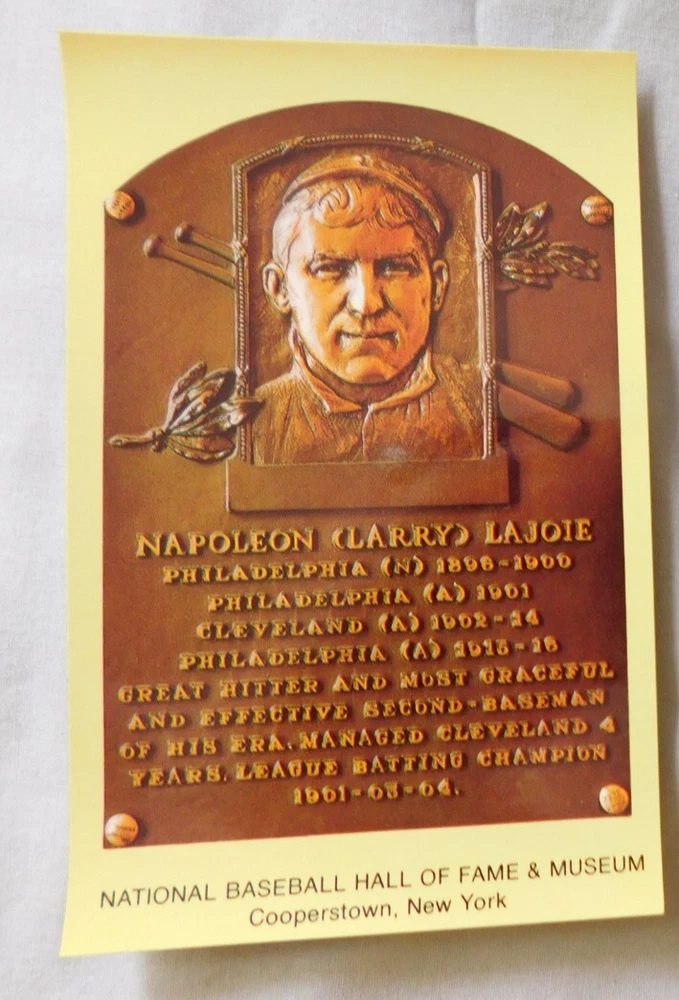 NAPOLEON (LARRY) LAJOIE
PHILADELPHIA (N) 1896-1900
PHILADELPHIA (A) 1901
CLEVELAND (A) 1902-14
PHILADELPHIA (A) 1915-16
GREAT HITTER AND MOST GRACEFUL
AND EFFECTIVE SECOND-BASEMAN
OF HIS ERA. MANAGED CLEVELAND 4
YEARS. LEAGUE BATTING CHAMPION
1901-03-04.
NATIONAL BASEBALL HALL OF FAME & MUSEUM
Cooperstown, New York